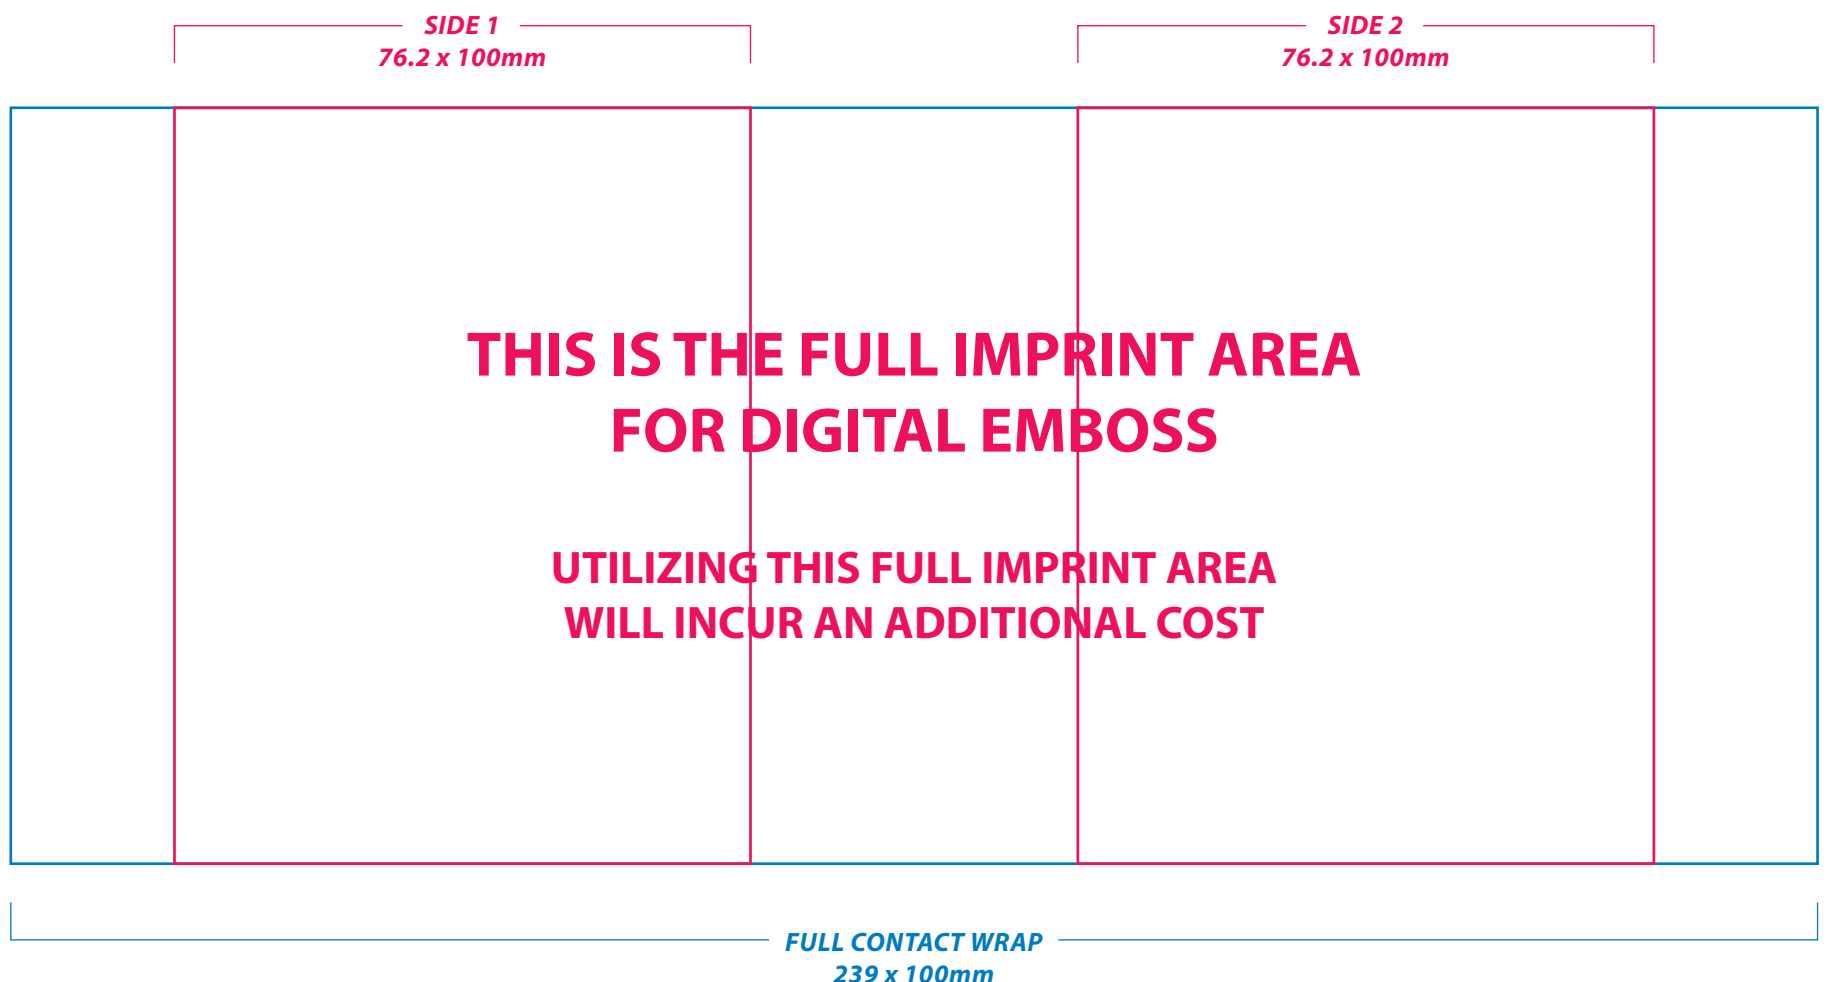 SIDE 1
76.2 x 100mm
SIDE 2
76.2 x 100mm
THIS IS THE FULL IMPRINT AREA
FOR DIGITAL EMBOSS
UTILIZING THIS FULL IMPRINT AREA
WILL INCUR AN ADDITIONAL COST
FULL CONTACT WRAP
239 x 100mm